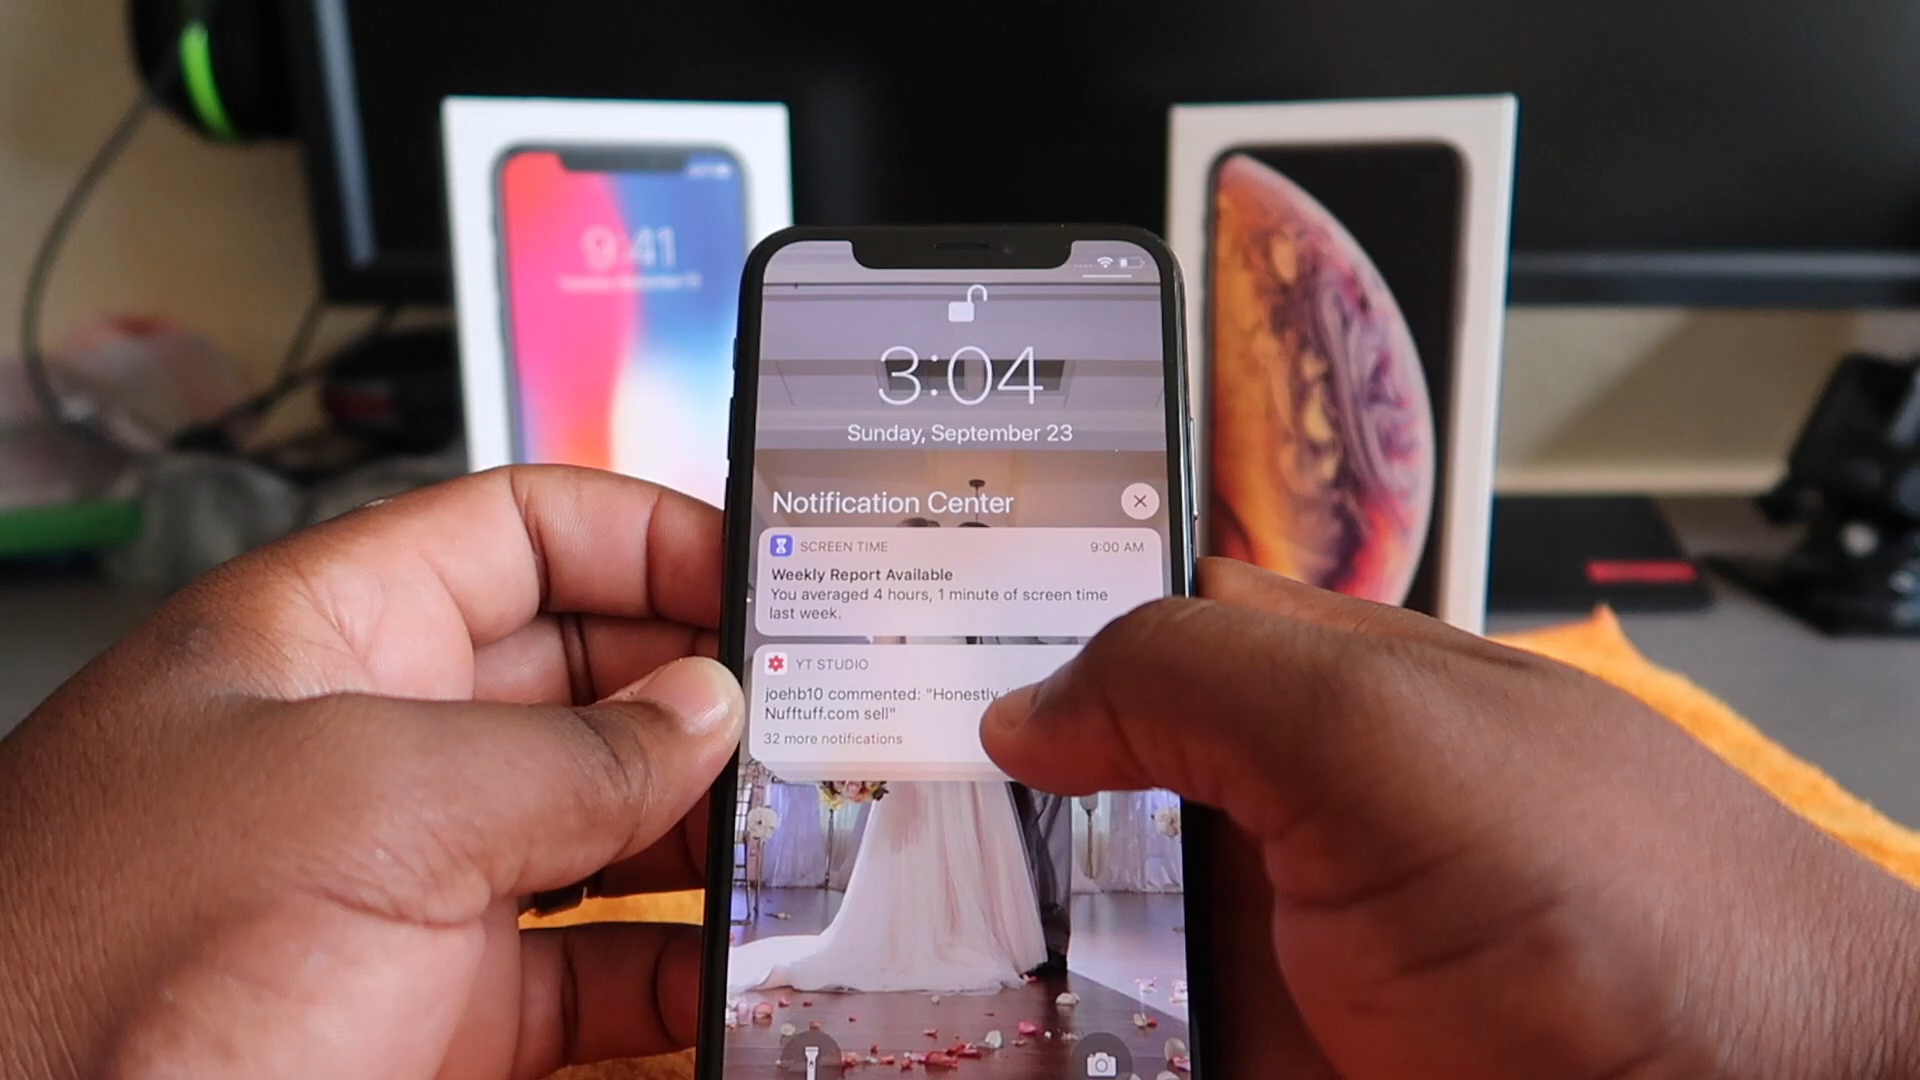 9:41
3:04
Sunday, September 23
Notification Center
SCREEN TIME 9:00 AM
Weekly Report Available
You averaged 4 hours, 1 minute of screen time
last week.
YT STUDIO
joehb10 commented: "Honestly,
Nufftuff.com sell"
32 more notifications